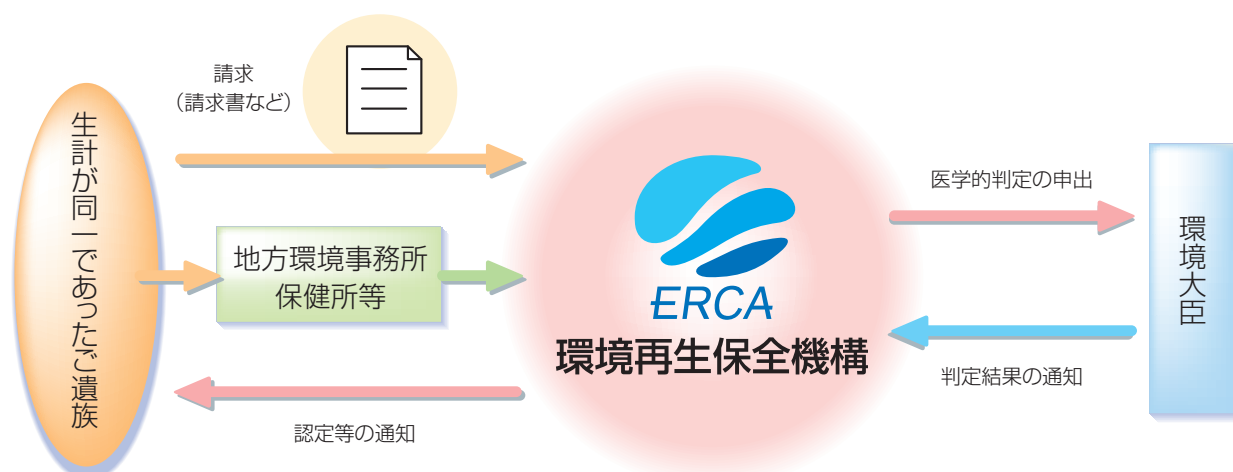 請求
（請求書など）
生計が同一であったご遺族
地方環境事務所
保健所等
認定等の通知
ERCA
環境再生保全機構
医学的判定の申出
判定結果の通知
環境大臣